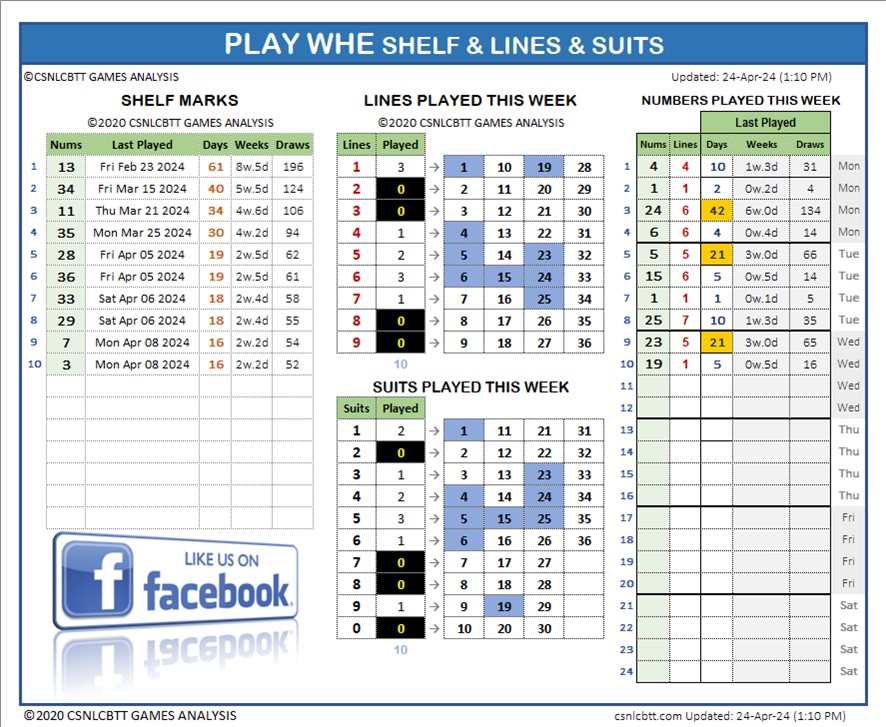 PLAY WHE SHELF & LINES & SUITS
©CSNLCBTT GAMES ANALYSIS
Updated: 24-Apr-24 (1:10 PM)
SHELF MARKS
©2020 CSNLCBTT GAMES ANALYSIS
Nums Last Played Days Weeks Draws
1 13 Fri Feb 23 2024 61 8w.5d 196
2 34 Fri Mar 15 2024 40 5w.5d 124
3 11 Thu Mar 21 2024 34 4w.6d 106
4 35 Mon Mar 25 2024 30 4w.2d 94
5 28 Fri Apr 05 2024 19 2w.5d 62
6 36 Fri Apr 05 2024 19 2w.5d 61
7 33 Sat Apr 06 2024 18 2w.4d 58
8 29 Sat Apr 06 2024 18 2w.4d 55
9 7 Mon Apr 08 2024 16 2w.2d 54
10 3 Mon Apr 08 2024 16 2w.2d 52
LIKE US ON
f facebook.
LINES PLAYED THIS WEEK
©2020 CSNLCBTT GAMES ANALYSIS
Lines Played
1 3 → 1 10 19 28
2 0 → 2 11 20 29
3 0 → 3 12 21 30
4 1 → 4 13 22 31
5 2 → 5 14 23 32
6 3 → 6 15 24 33
7 1 → 7 16 25 34
8 0 → 8 17 26 35
9 0 → 9 18 27 36
10
SUITS PLAYED THIS WEEK
Suits Played
1 2 → 1 11 21 31
2 0 → 2 12 22 32
3 1 → 3 13 23 33
4 2 → 4 14 24 34
5 3 → 5 15 25 35
6 1 → 6 16 26 36
7 0 → 7 17 27
8 0 → 8 18 28
9 1 → 9 19 29
0 0 → 10 20 30
10
NUMBERS PLAYED THIS WEEK
Last Played
Nums Lines Days Weeks Draws
1 4 4 10 1w.3d 31 Mon
2 1 1 2 0w.2d 4 Mon
3 24 6 42 6w.0d 134 Mon
4 6 6 4 0w.4d 14 Mon
5 5 5 21 3w.0d 66 Tue
6 15 6 5 0w.5d 14 Tue
7 1 1 1 0w.1d 5 Tue
8 25 7 10 1w.3d 35 Tue
9 23 5 21 3w.0d 65 Wed
10 19 1 5 0w.5d 16 Wed
11 Wed
12 Wed
13 Thu
14 Thu
15 Thu
16 Thu
17 Fri
18 Fri
19 Fri
20 Fri
21 Sat
22 Sat
23 Sat
24 Sat
©2020 CSNLCBTT GAMES ANALYSIS
csnlcbtt.com Updated: 24-Apr-24 (1:10 PM)